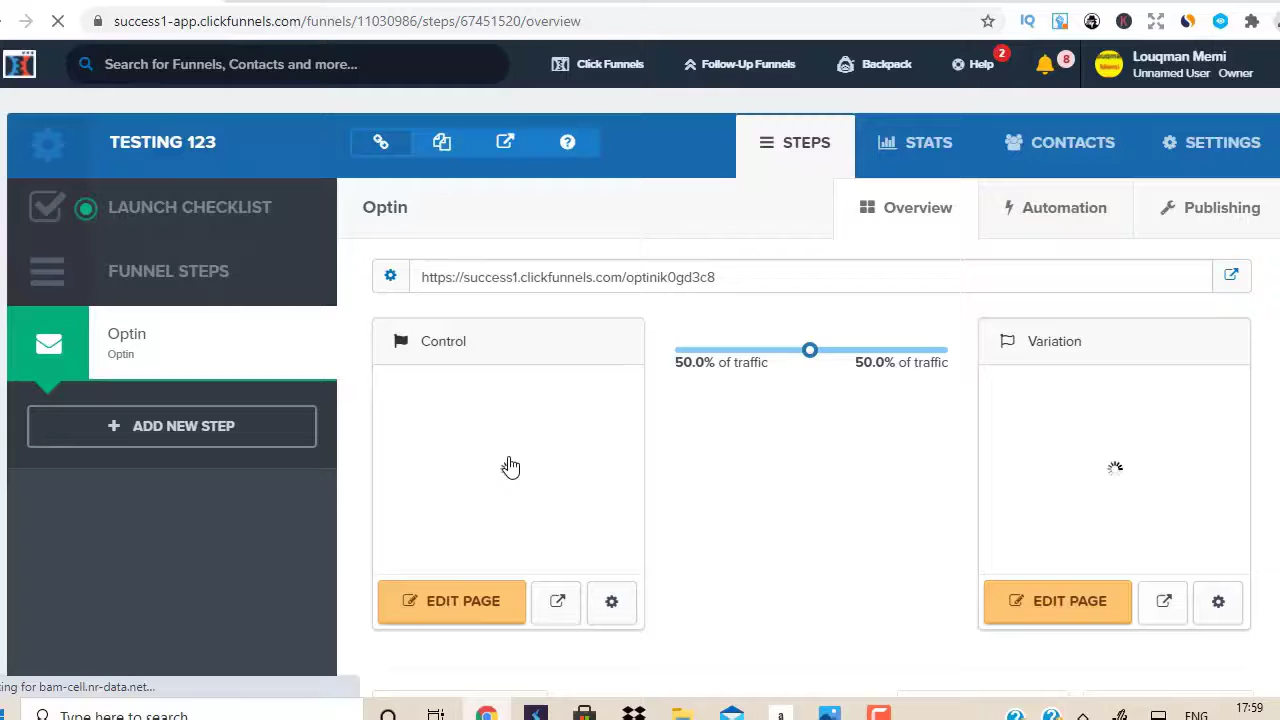 success1-app.clickfunnels.com/funnels/11030986/steps/67451520/overview
IQ
K
Search for Funnels, Contacts and more...
Click Funnels
Follow-Up Funnels
Backpack
Help
2
8
Louqman Memi
Unnamed User Owner
TESTING 123
STEPS
STATS
CONTACTS
SETTINGS
LAUNCH CHECKLIST
Optin
Overview
Automation
Publishing
FUNNEL STEPS
https://success1.clickfunnels.com/optinik0gd3c8
Optin
Optin
Control
50.0% of traffic
50.0% of traffic
Variation
ADD NEW STEP
EDIT PAGE
EDIT PAGE
ting for bam-cell.nr-data.net...
Type here to search
a
ENG
17:59